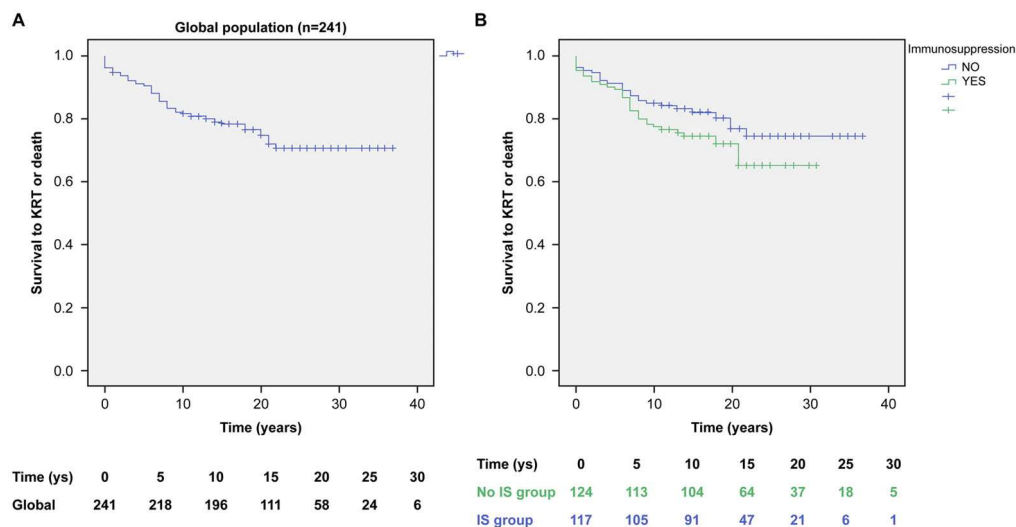 A
Global population (n=241)
Survival to KRT or death
1.0
0.8
0.6
0.4
0.2
0.0
0 10 20 30 40
Time (years)
Time (ys) 0 5 10 15 20 25 30
Global 241 218 196 111 58 24 6
B
Survival to KRT or death
1.0
0.8
0.6
0.4
0.2
0.0
0 10 20 30 40
Time (years)
Immunosuppression
NO
YES
Time (ys) 0 5 10 15 20 25 30
No IS group 124 113 104 64 37 18 5
IS group 117 105 91 47 21 6 1